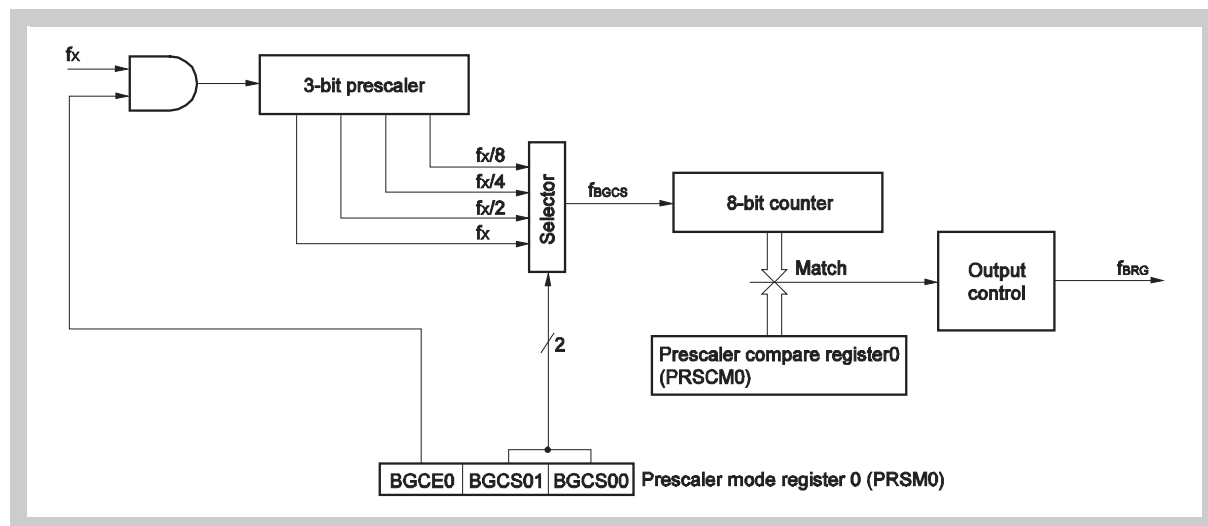 fX
3-bit prescaler
fX/8
fX/4
fX/2
fX
Selector
fBGCS
8-bit counter
Match
Output
control
fBRG
2
Prescaler compare register0
(PRSCM0)
BGCE0 BGCS01 BGCS00 Prescaler mode register 0 (PRSM0)